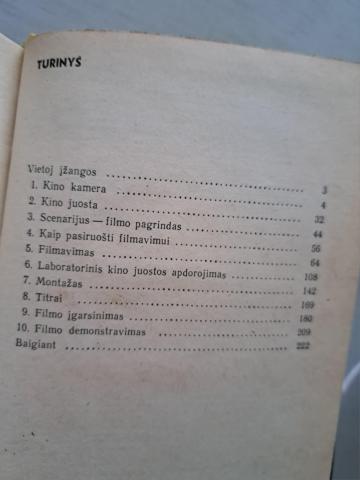 TURINYŠ
Vietoj įžangos 3
1. Kino kamera 4
2. Kino juosta 32
3. Scenarijus — filmo pagrindas 44
4. Kaip pasiruošti filmavimui 56
5. Filmavimas 64
6. Laboratorinis kino juostos apdorojimas 108
7. Montažas 142
8. Titrai 169
9. Filmo įgarsinimas 180
10. Filmo demonstravimas 209
Baigiant 222